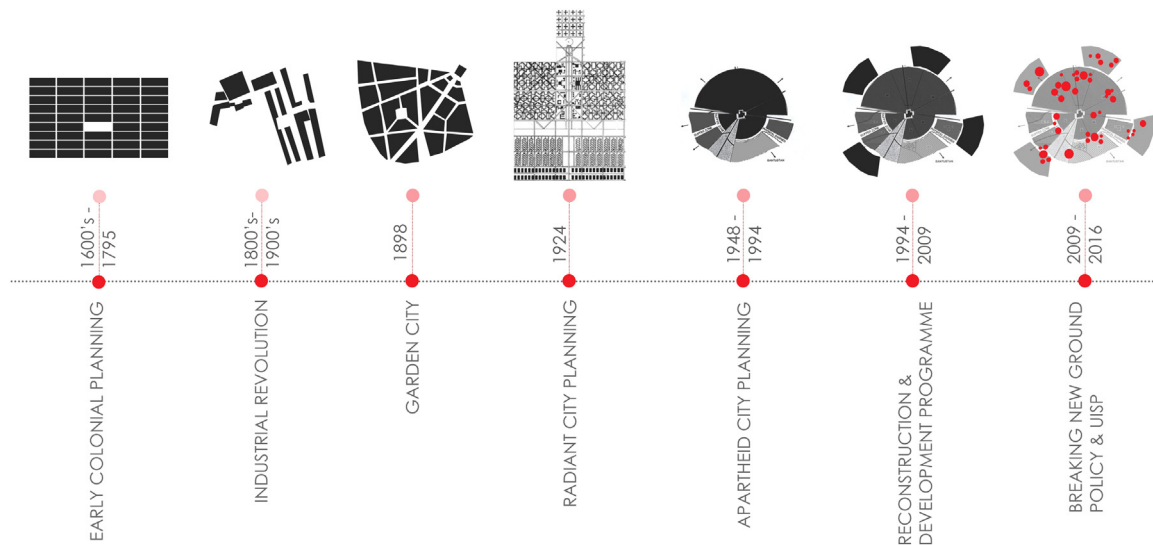 1600's -
1795
1800's-
1900's
1898
1924
1948 -
1994
1994 -
2009
2009 -
2016
EARLY COLONIAL PLANNING
INDUSTRIAL REVOLUTION
GARDEN CITY
RADIANT CITY PLANNING
APARTHEID CITY PLANNING
RECONSTRUCTION &
DEVELOPMENT PROGRAMME
BREAKING NEW GROUND
POLICY & UISP